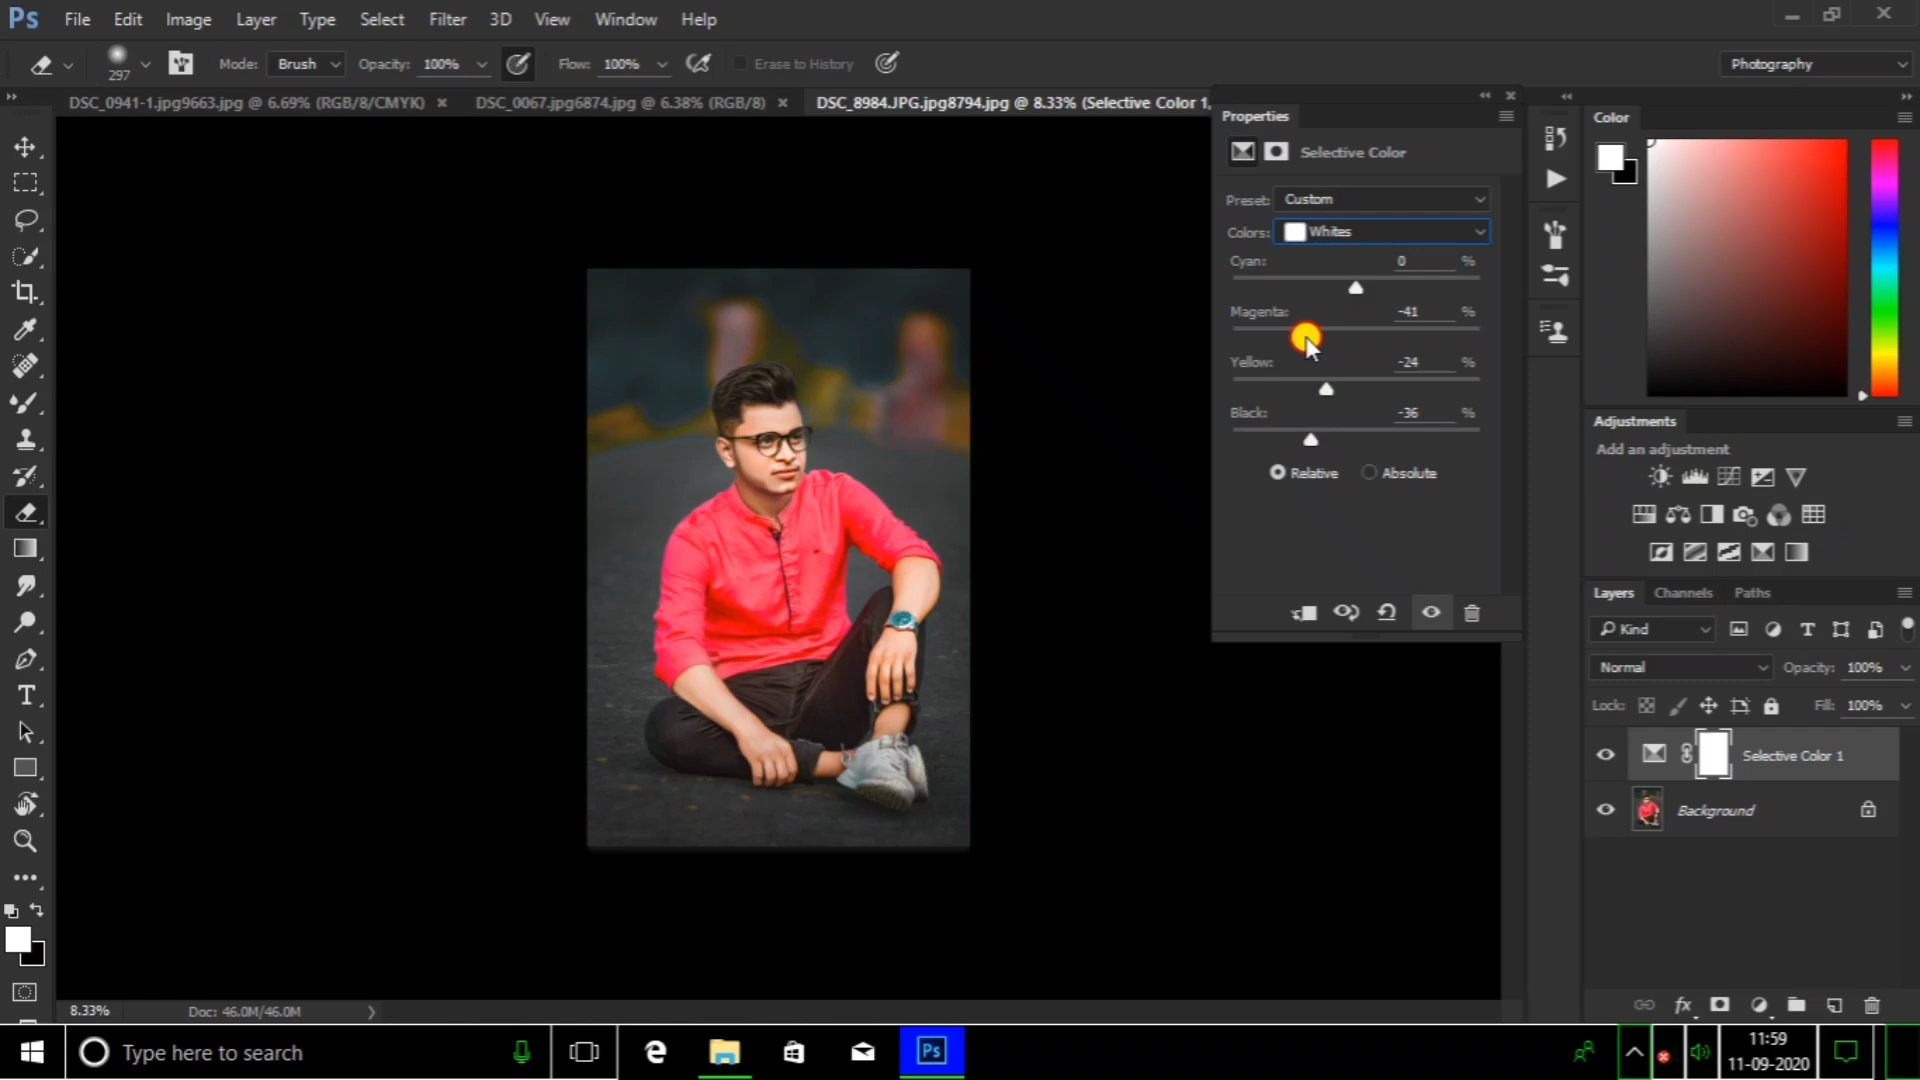 Ps File Edit Image Layer Type Select Filter 3D View Window Help
297 Mode: Brush Opacity: 100% Flow: 100% Erase to History Photography
DSC_0941-1.jpg9663.jpg @ 6.69% (RGB/8/CMYK) × DSC_0067.jpg6874.jpg @ 6.38% (RGB/8) × DSC_8984.JPG.jpg8794.jpg @ 8.33% (Selective Color 1,
Properties
Selective Color
Preset: Custom
Colors: Whites
Cyan: 0 %
Magenta: -41 %
Yellow: -24 %
Black: -36 %
Relative Absolute
Color
Adjustments
Add an adjustment
Layers Channels Paths
Kind
Normal Opacity: 100%
Lock: Fill: 100%
Selective Color 1
Background
8.33% Doc: 46.0M/46.0M
Type here to search
Ps
11:59
11-09-2020